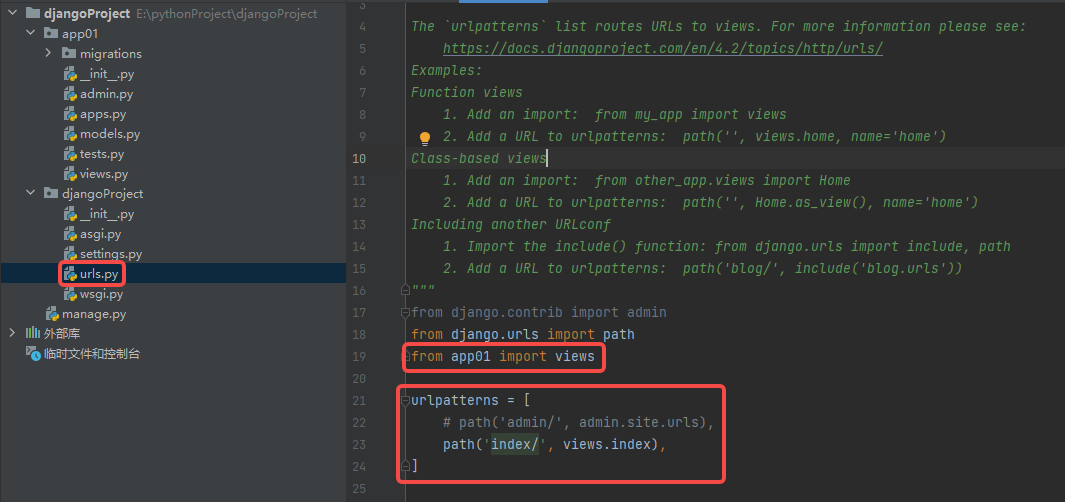 djangoProject E:\pythonProject\djangoProject
app01
migrations
__init__.py
admin.py
apps.py
models.py
tests.py
views.py
djangoProject
__init__.py
asgi.py
settings.py
urls.py
wsgi.py
manage.py
外部库
临时文件和控制台
3
4 The `urlpatterns` list routes URLs to views. For more information please see:
5 https://docs.djangoproject.com/en/4.2/topics/http/urls/
6 Examples:
7 Function views
8 1. Add an import:  from my_app import views
9 2. Add a URL to urlpatterns:  path('', views.home, name='home')
10 Class-based views
11 1. Add an import:  from other_app.views import Home
12 2. Add a URL to urlpatterns:  path('', Home.as_view(), name='home')
13 Including another URLconf
14 1. Import the include() function: from django.urls import include, path
15 2. Add a URL to urlpatterns:  path('blog/', include('blog.urls'))
16 """
17 from django.contrib import admin
18 from django.urls import path
19 from app01 import views
20
21 urlpatterns = [
22 # path('admin/', admin.site.urls),
23 path('index/', views.index),
24 ]
25